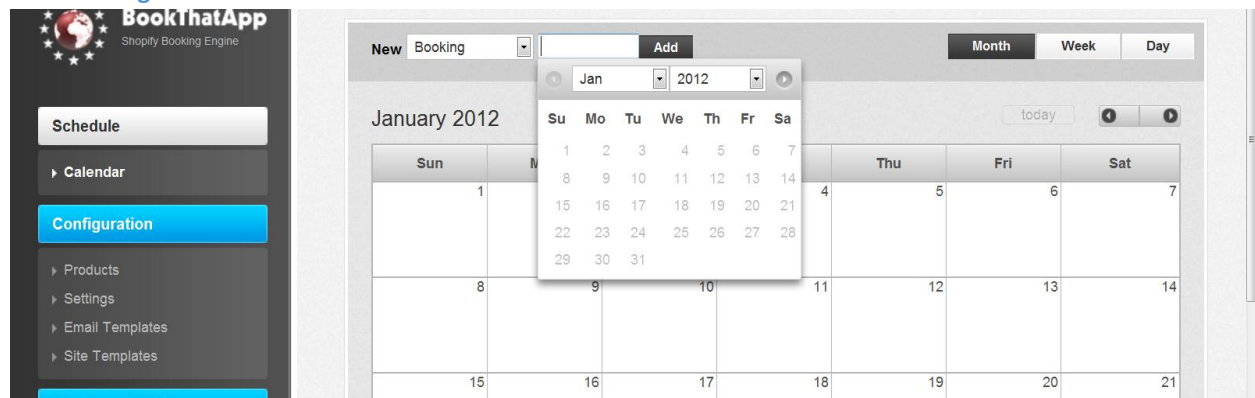 BookThatApp
Shopify Booking Engine
Schedule
Calendar
Configuration
Products
Settings
Email Templates
Site Templates
New Booking Add Month Week Day
Jan 2012
Su Mo Tu We Th Fr Sa
1 2 3 4 5 6 7
8 9 10 11 12 13 14
15 16 17 18 19 20 21
22 23 24 25 26 27 28
29 30 31
January 2012 today
Sun Thu Fri Sat
1 4 5 6 7
8 9 10 11 12 13 14
15 16 17 18 19 20 21